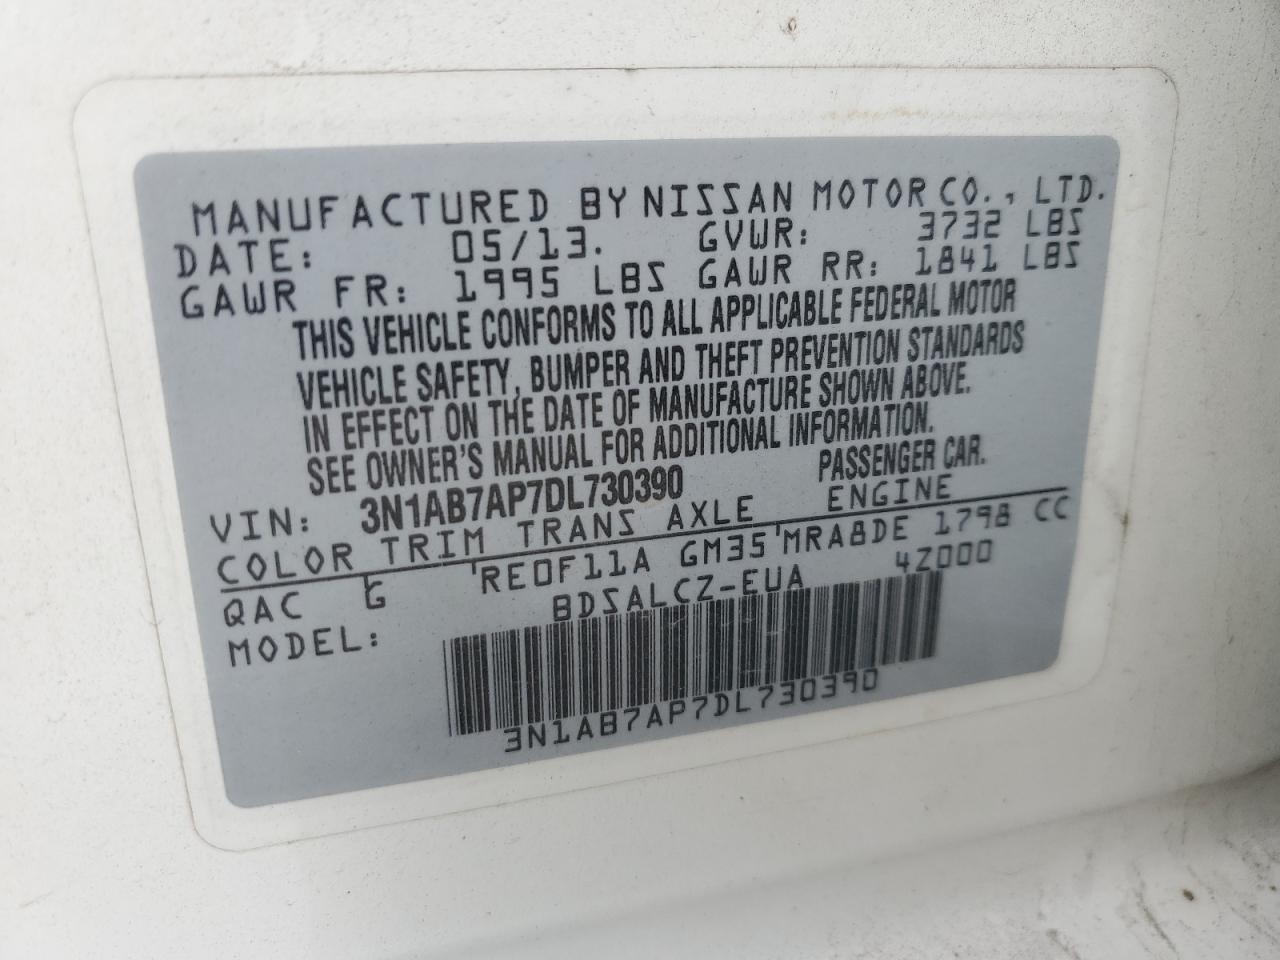 MANUFACTURED BY NISSAN MOTOR CO., LTD.
DATE: 05/13. GVWR: 3732 LBS
GAWR FR: 1995 LBS GAWR RR: 1841 LBS
THIS VEHICLE CONFORMS TO ALL APPLICABLE FEDERAL MOTOR
VEHICLE SAFETY, BUMPER AND THEFT PREVENTION STANDARDS
IN EFFECT ON THE DATE OF MANUFACTURE SHOWN ABOVE.
SEE OWNER'S MANUAL FOR ADDITIONAL INFORMATION.
VIN: 3N1AB7AP7DL730390 PASSENGER CAR.
COLOR TRIM TRANS AXLE ENGINE
QAC G RE0F11A GM35 MRA8DE 1798 CC
MODEL: BDSALCZ-EUA 4Z000
3N1AB7AP7DL730390